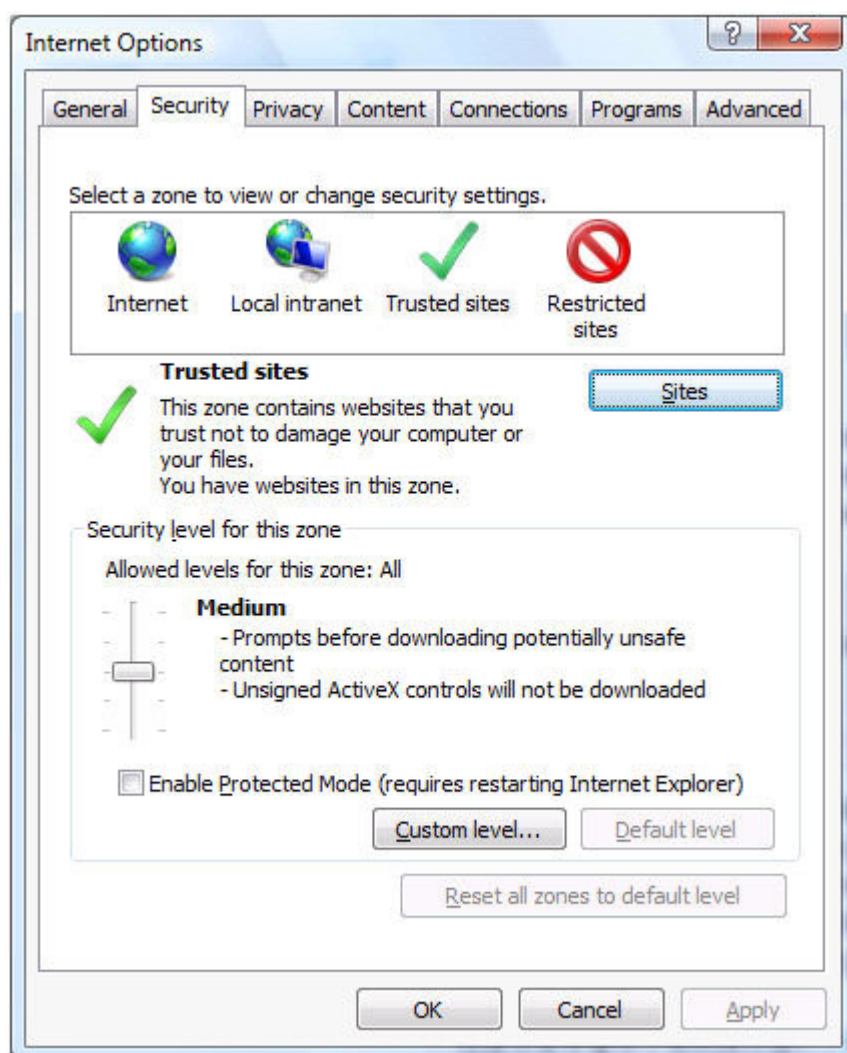 Internet Options
General Security Privacy Content Connections Programs Advanced
Select a zone to view or change security settings.
Internet Local intranet Trusted sites Restricted
sites
Trusted sites
Sites
This zone contains websites that you
trust not to damage your computer or
your files.
You have websites in this zone.
Security level for this zone
Allowed levels for this zone: All
Medium
- Prompts before downloading potentially unsafe
content
- Unsigned ActiveX controls will not be downloaded
Enable Protected Mode (requires restarting Internet Explorer)
Custom level... Default level
Reset all zones to default level
OK Cancel Apply